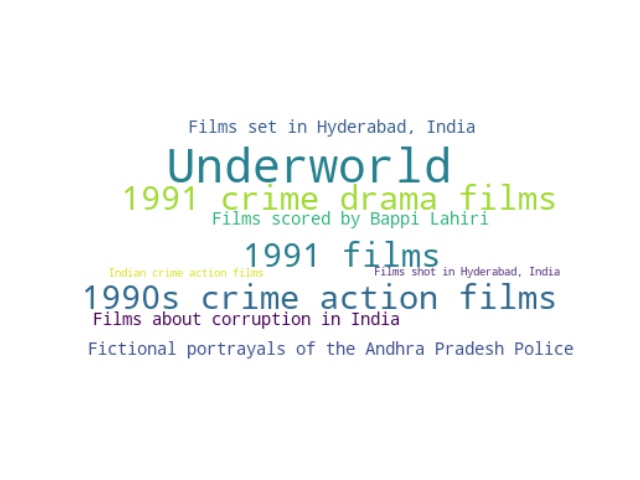 Films set in Hyderabad, India
Underworld
1991 crime drama films
Films scored by Bappi Lahiri
1991 films
Indian crime action films
Films shot in Hyderabad, India
1990s crime action films
Films about corruption in India
Fictional portrayals of the Andhra Pradesh Police